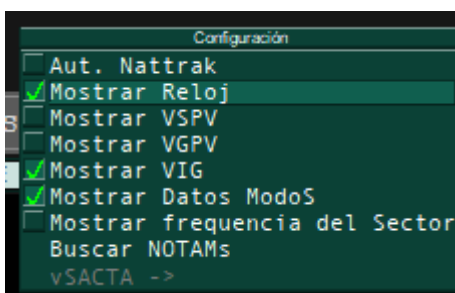 Configuración
Aut. Nattrak
Mostrar Reloj
S
Mostrar VSPV
Mostrar VGPV
Mostrar VIG
Mostrar Datos ModoS
Mostrar frequencia del Sector
Buscar NOTAMs
vSACTA ->